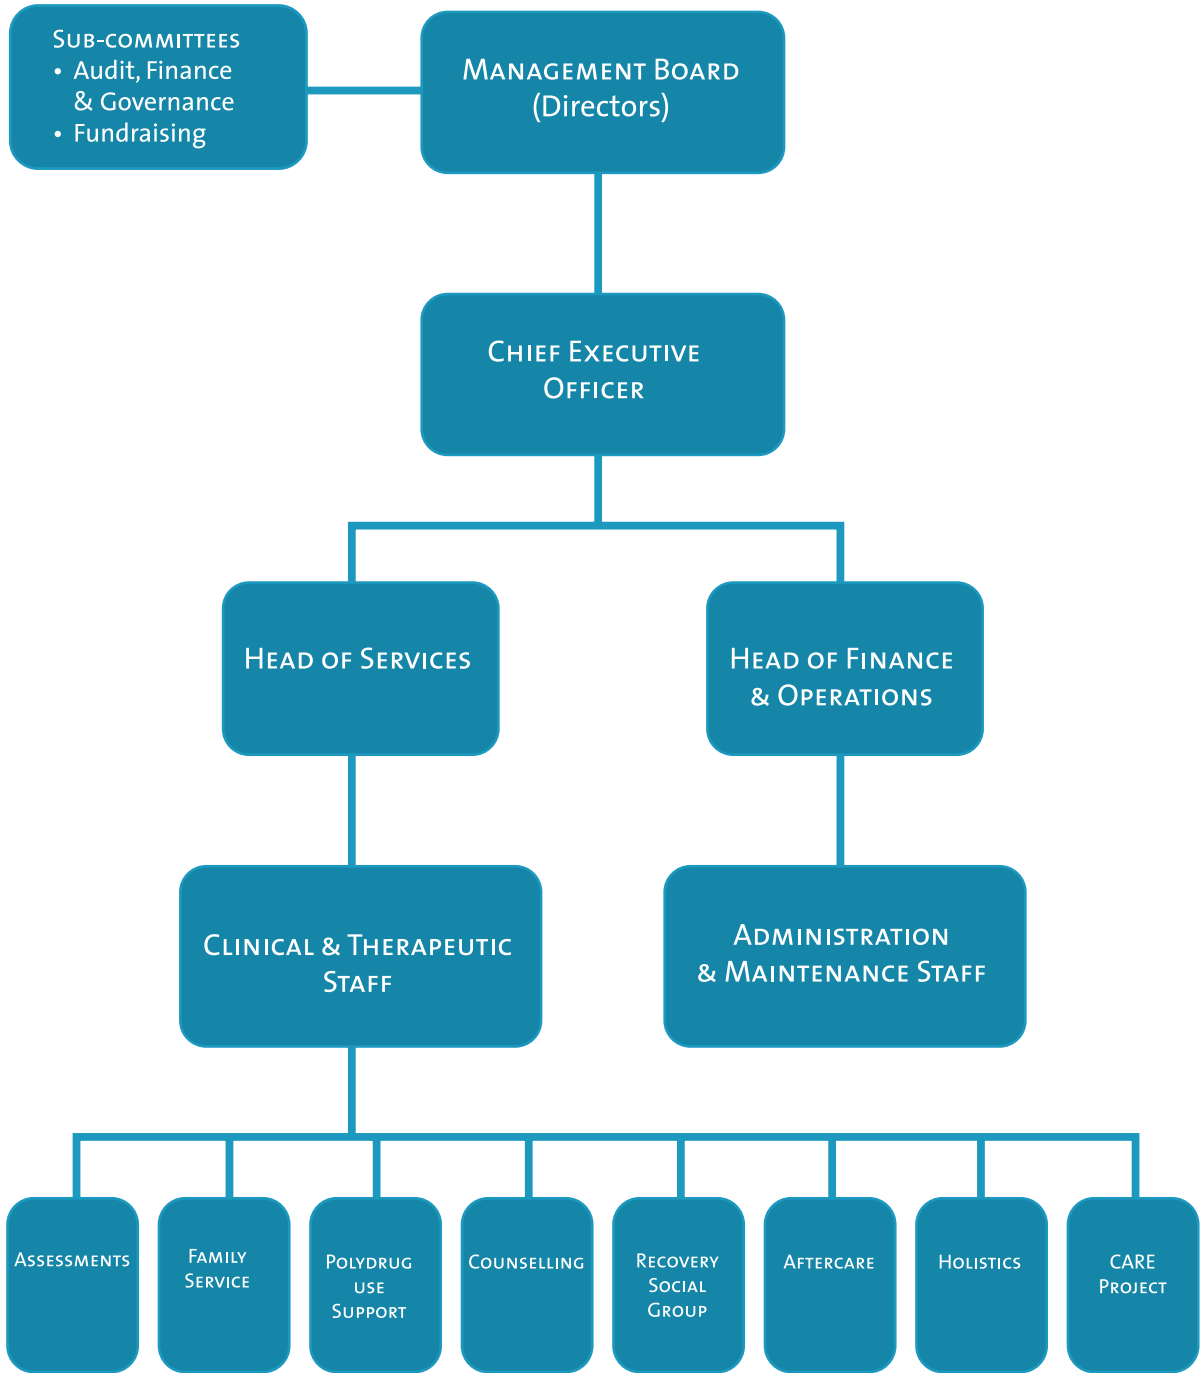 Sub-committees
• Audit, Finance
& Governance
• Fundraising
Management Board
(Directors)
Chief Executive
Officer
Head of Services
Head of Finance
& Operations
Clinical & Therapeutic
Staff
Administration
& Maintenance Staff
Assessments
Family
Service
Polydrug
use
Support
Counselling
Recovery
Social
Group
Aftercare
Holistics
CARE
Project